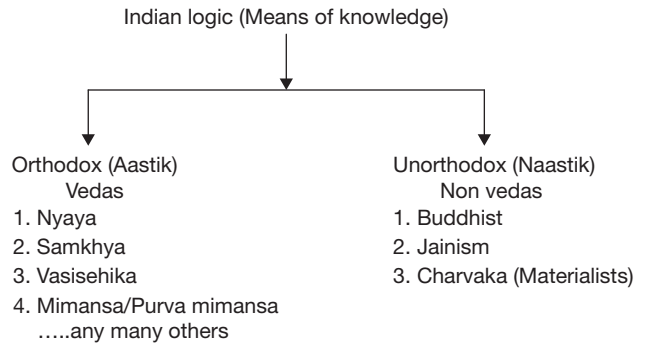 Indian logic (Means of knowledge)
Orthodox (Aastik)
Vedas
1. Nyaya
2. Samkhya
3. Vasisehika
4. Mimansa/Purva mimansa
…..any many others
Unorthodox (Naastik)
Non vedas
1. Buddhist
2. Jainism
3. Charvaka (Materialists)